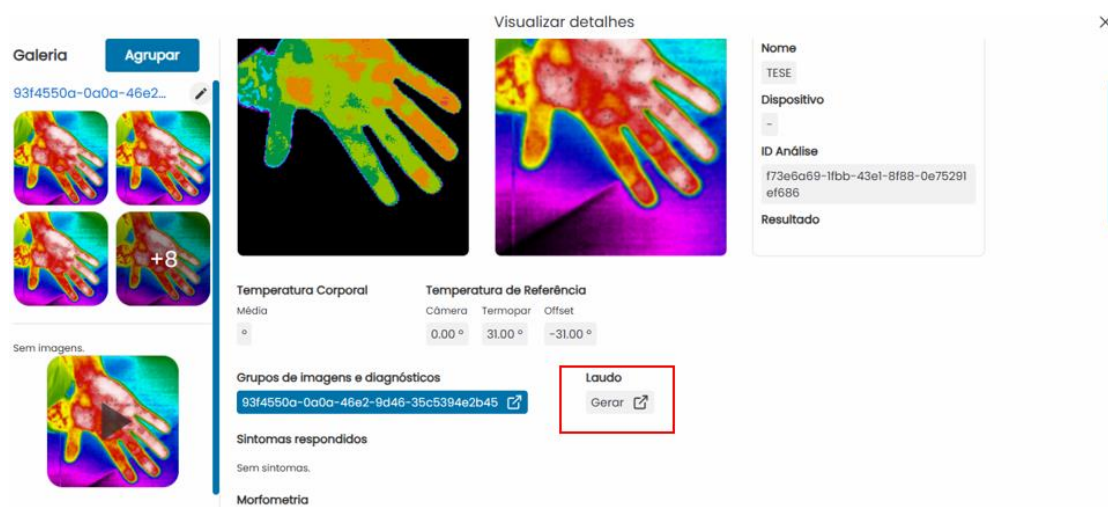 Visualizar detalhes
Galeria
Agrupar
93f4550a-0a0a-46e2...
+8
Sem imagens.
Nome
TESE
Dispositivo
-
ID Análise
f73e6a69-1fbb-43e1-8f88-0e75291
ef686
Resultado
Temperatura Corporal
Temperatura de Referência
Média
Câmera
Termopar
Offset
°
0.00 °
31.00 °
-31.00 °
Grupos de imagens e diagnósticos
Laudo
93f4550a-0a0a-46e2-9d46-35c5394e2b45
Gerar
Sintomas respondidos
Sem sintomas.
Morfometria